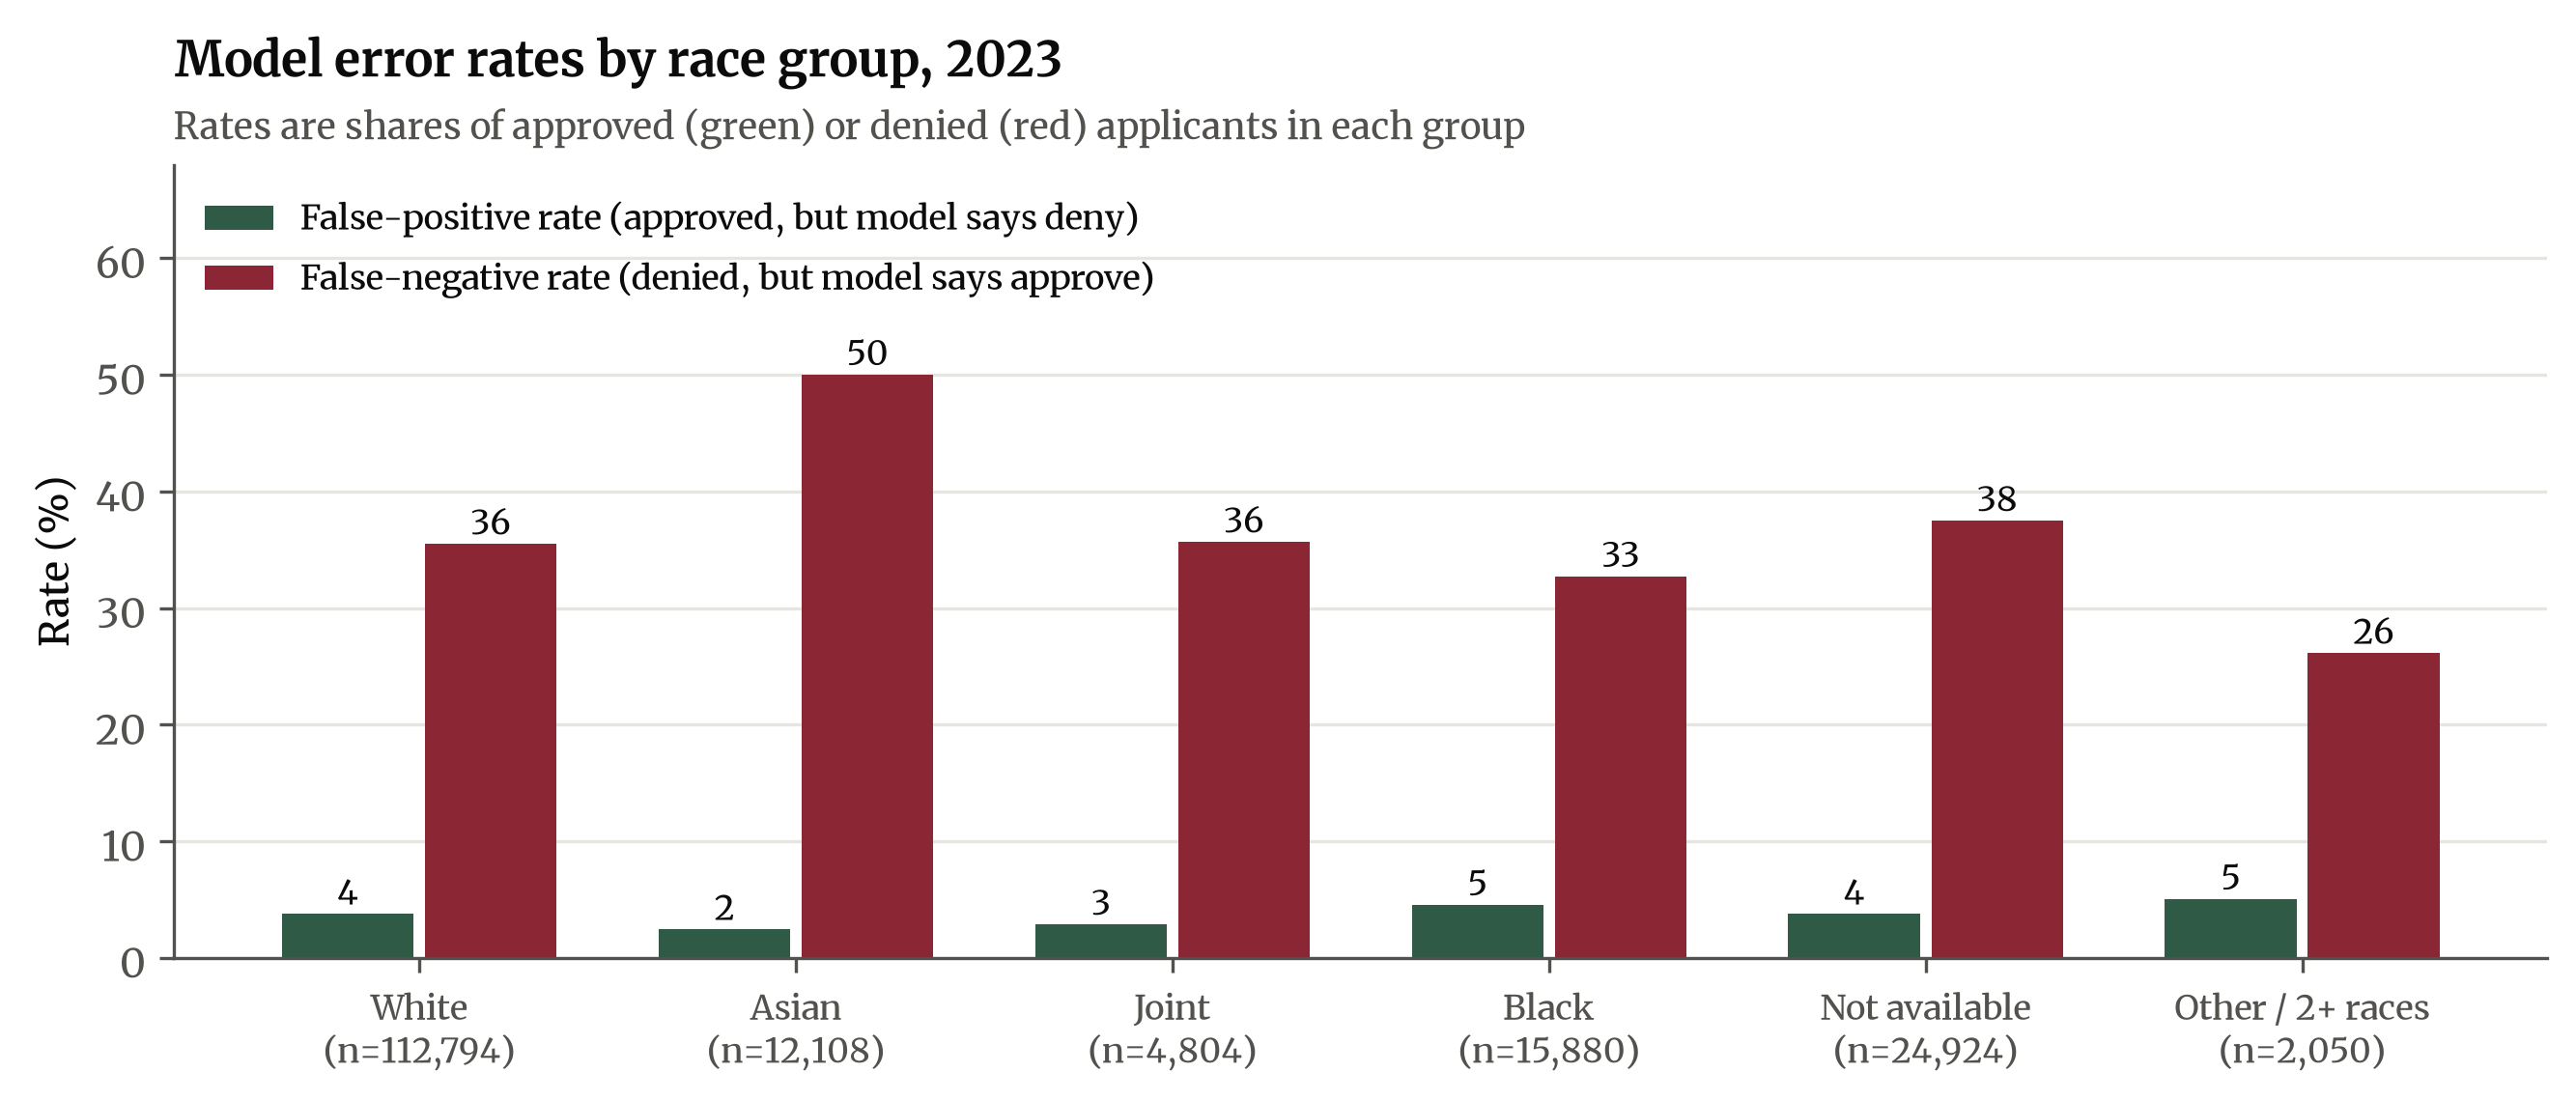 Model error rates by race group, 2023
Rates are shares of approved (green) or denied (red) applicants in each group
False-positive rate (approved, but model says deny)
False-negative rate (denied, but model says approve)
Rate (%)
60
50
40
30
20
10
0
4
36
2
50
3
36
5
33
4
38
5
26
White
(n=112,794)
Asian
(n=12,108)
Joint
(n=4,804)
Black
(n=15,880)
Not available
(n=24,924)
Other / 2+ races
(n=2,050)